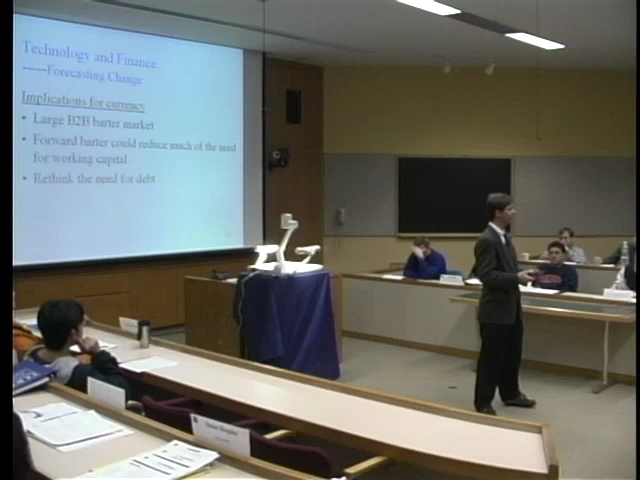 Technology and Finance
-----Forecasting Change
Implications for currency
• Large B2B barter market
• Forward barter could reduce much of the need
for working capital
• Rethink the need for debt